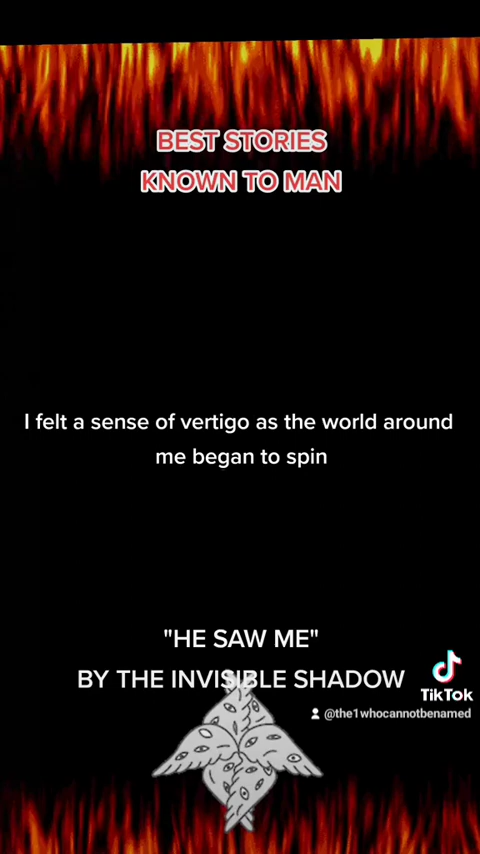 BEST STORIES
KNOWN TO MAN
I felt a sense of vertigo as the world around
me began to spin
"HE SAW ME"
BY THE INVISIBLE SHADOW
TikTok
@the1whocannotbenamed